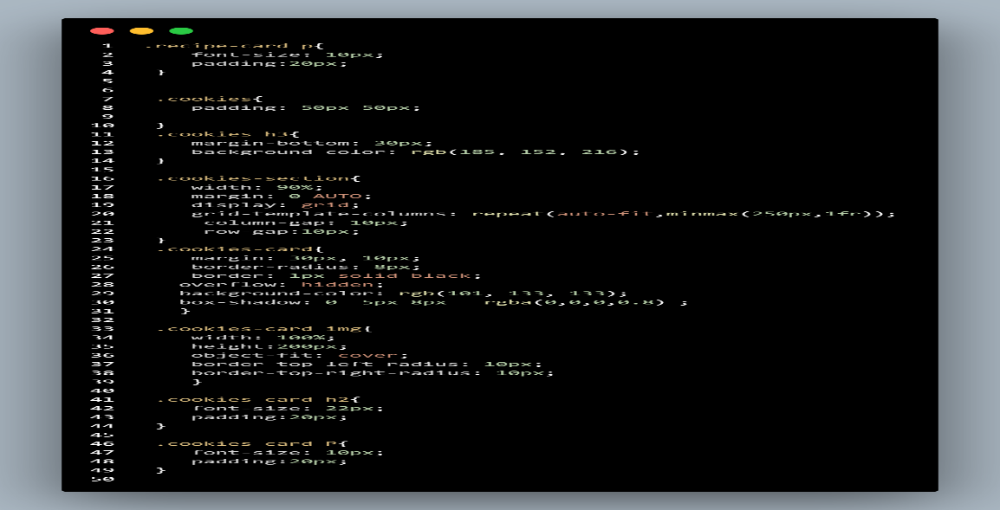 1 .recipe-card p{
2 font-size: 10px;
3 padding:20px;
4 }
5
6
7 .cookies{
8 padding: 50px 50px;
9
10 }
11 .cookies h3{
12 margin-bottom: 30px;
13 background-color: rgb(185, 152, 216);
14 }
15
16 .cookies-section{
17 width: 90%;
18 margin: 0 AUTO;
19 display: grid;
20 grid-template-columns: repeat(auto-fit,minmax(250px,1fr));
21 column-gap: 10px;
22 row-gap:10px;
23 }
24 .cookies-card{
25 margin: 30px, 10px;
26 border-radius: 8px;
27 border: 1px solid black;
28 overflow: hidden;
29 background-color: rgb(101, 133, 133);
30 box-shadow: 0 5px 8px rgba(0,0,0,0.8) ;
31 }
32
33 .cookies-card img{
34 width: 100%;
35 height:200px;
36 object-fit: cover;
37 border-top-left-radius: 10px;
38 border-top-right-radius: 10px;
39 }
40
41 .cookies-card h2{
42 font-size: 22px;
43 padding:20px;
44 }
45
46 .cookies-card P{
47 font-size: 10px;
48 padding:20px;
49 }
50